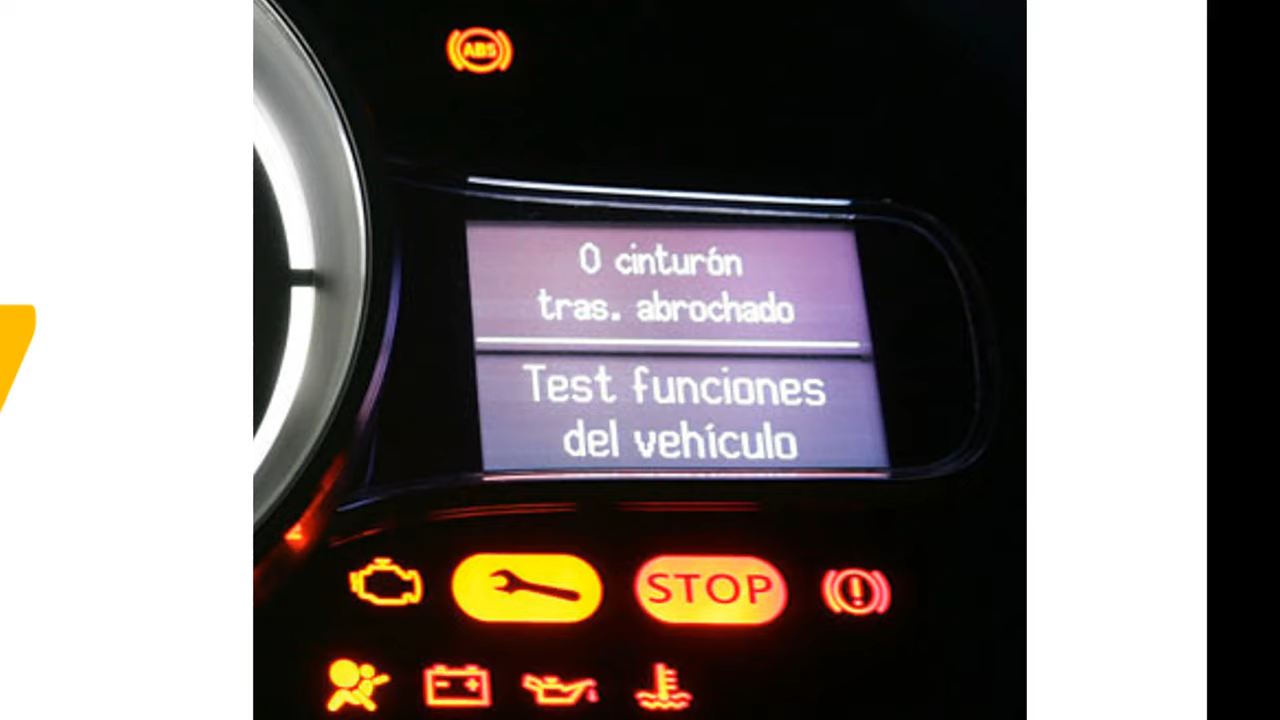 ABS
0 cinturón
tras. abrochado
Test funciones
del vehículo
STOP